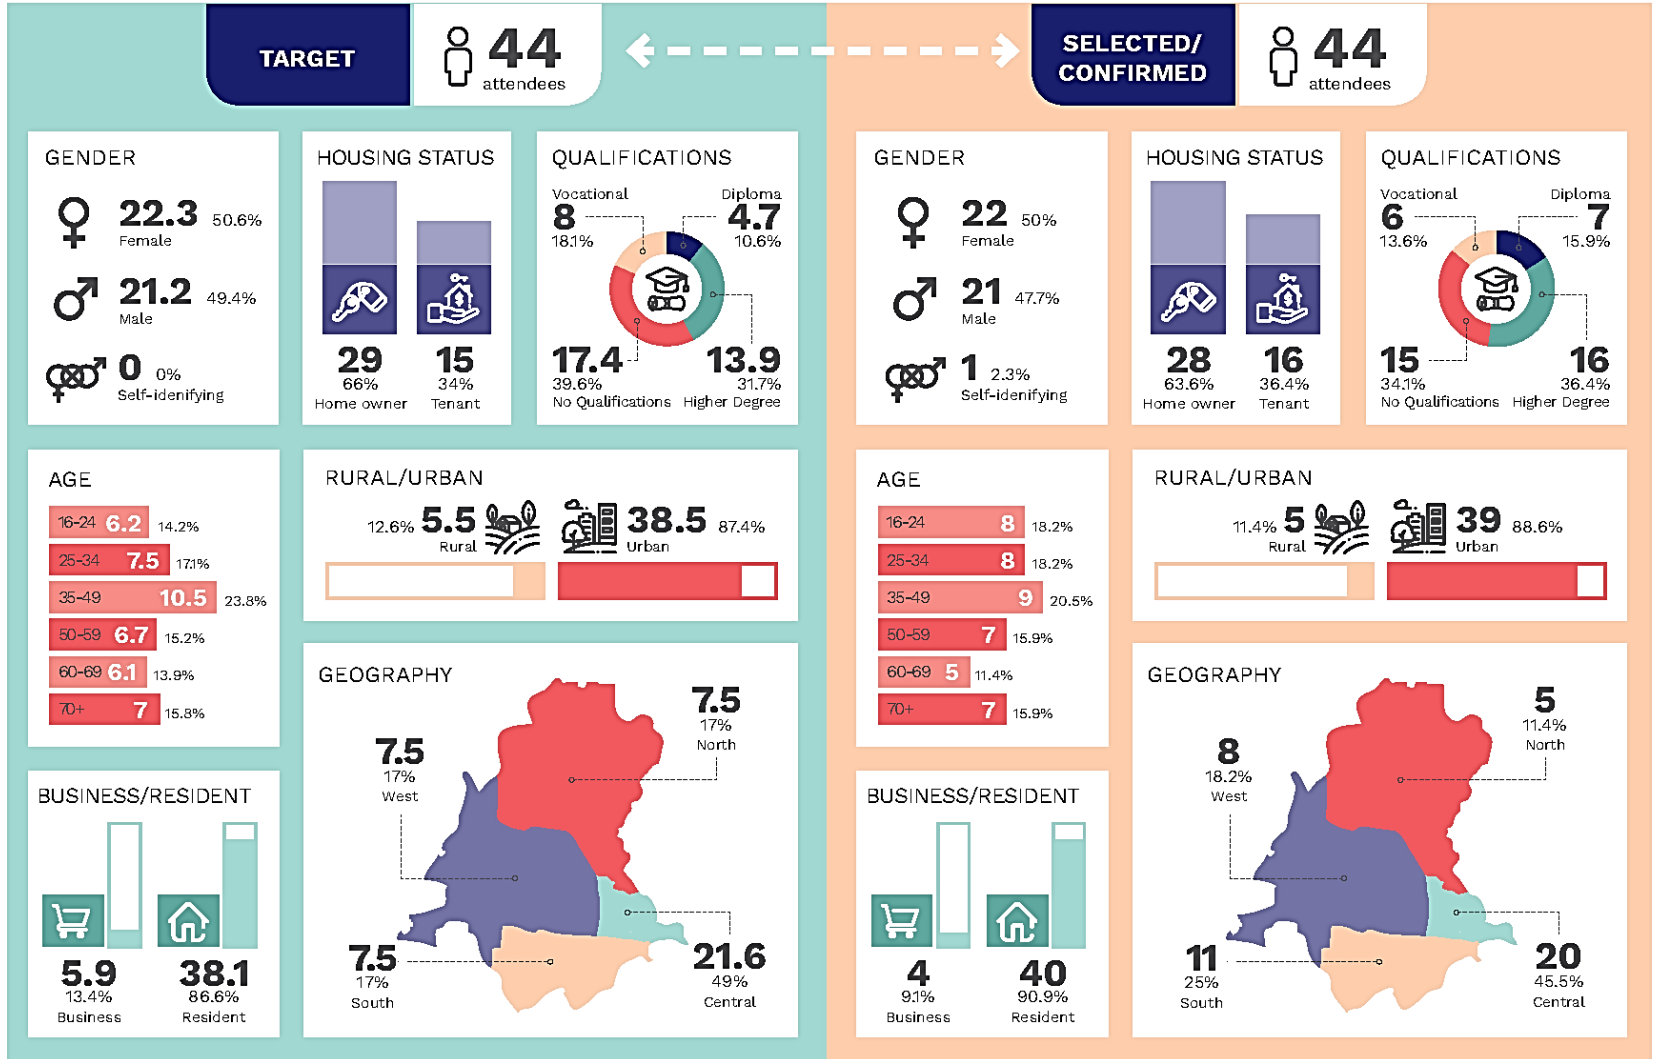 TARGET
44
attendees
SELECTED/
CONFIRMED
44
attendees
GENDER
22.3 50.6%
Female
21.2 49.4%
Male
0 0%
Self-idenifying
HOUSING STATUS
29
66%
Home owner
15
34%
Tenant
QUALIFICATIONS
Vocational
8
18.1%
Diploma
4.7
10.6%
17.4
39.6%
No Qualifications
13.9
31.7%
Higher Degree
AGE
16-24 6.2 14.2%
25-34 7.5 17.1%
35-49 10.5 23.8%
50-59 6.7 15.2%
60-69 6.1 13.9%
70+ 7 15.8%
RURAL/URBAN
12.6% 5.5
Rural
38.5 87.4%
Urban
BUSINESS/RESIDENT
5.9
13.4%
Business
38.1
86.6%
Resident
GEOGRAPHY
7.5
17%
North
7.5
17%
West
7.5
17%
South
21.6
49%
Central
GENDER
22 50%
Female
21 47.7%
Male
1 2.3%
Self-idenifying
HOUSING STATUS
28
63.6%
Home owner
16
36.4%
Tenant
QUALIFICATIONS
Vocational
6
13.6%
Diploma
7
15.9%
15
34.1%
No Qualifications
16
36.4%
Higher Degree
AGE
16-24 8 18.2%
25-34 8 18.2%
35-49 9 20.5%
50-59 7 15.9%
60-69 5 11.4%
70+ 7 15.9%
RURAL/URBAN
11.4% 5
Rural
39 88.6%
Urban
BUSINESS/RESIDENT
4
9.1%
Business
40
90.9%
Resident
GEOGRAPHY
5
11.4%
North
8
18.2%
West
11
25%
South
20
45.5%
Central